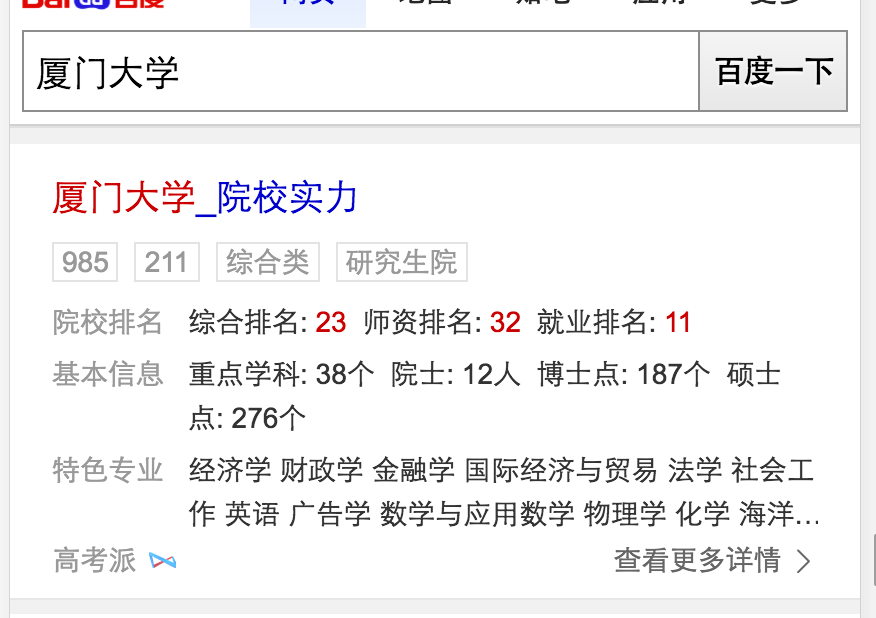 厦门大学 百度一下
厦门大学_院校实力
985 211 综合类 研究生院
院校排名 综合排名: 23 师资排名: 32 就业排名: 11
基本信息 重点学科: 38个 院士: 12人 博士点: 187个 硕士
点: 276个
特色专业 经济学 财政学 金融学 国际经济与贸易 法学 社会工
作 英语 广告学 数学与应用数学 物理学 化学 海洋...
高考派 查看更多详情